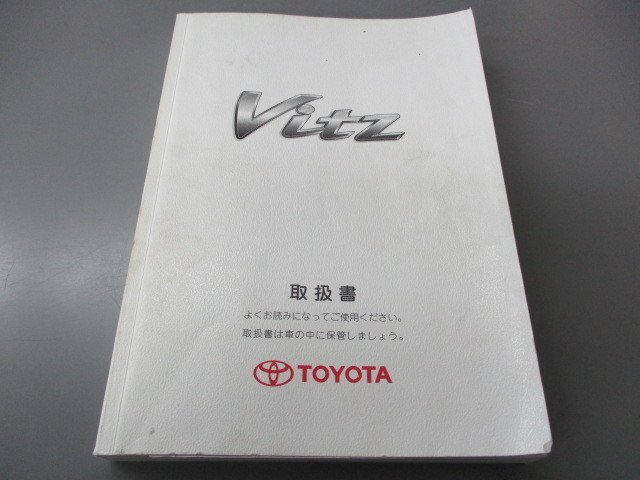 Vitz
取扱書
よくお読みになってご使用ください。
取扱書は車の中に保管しましょう。
TOYOTA